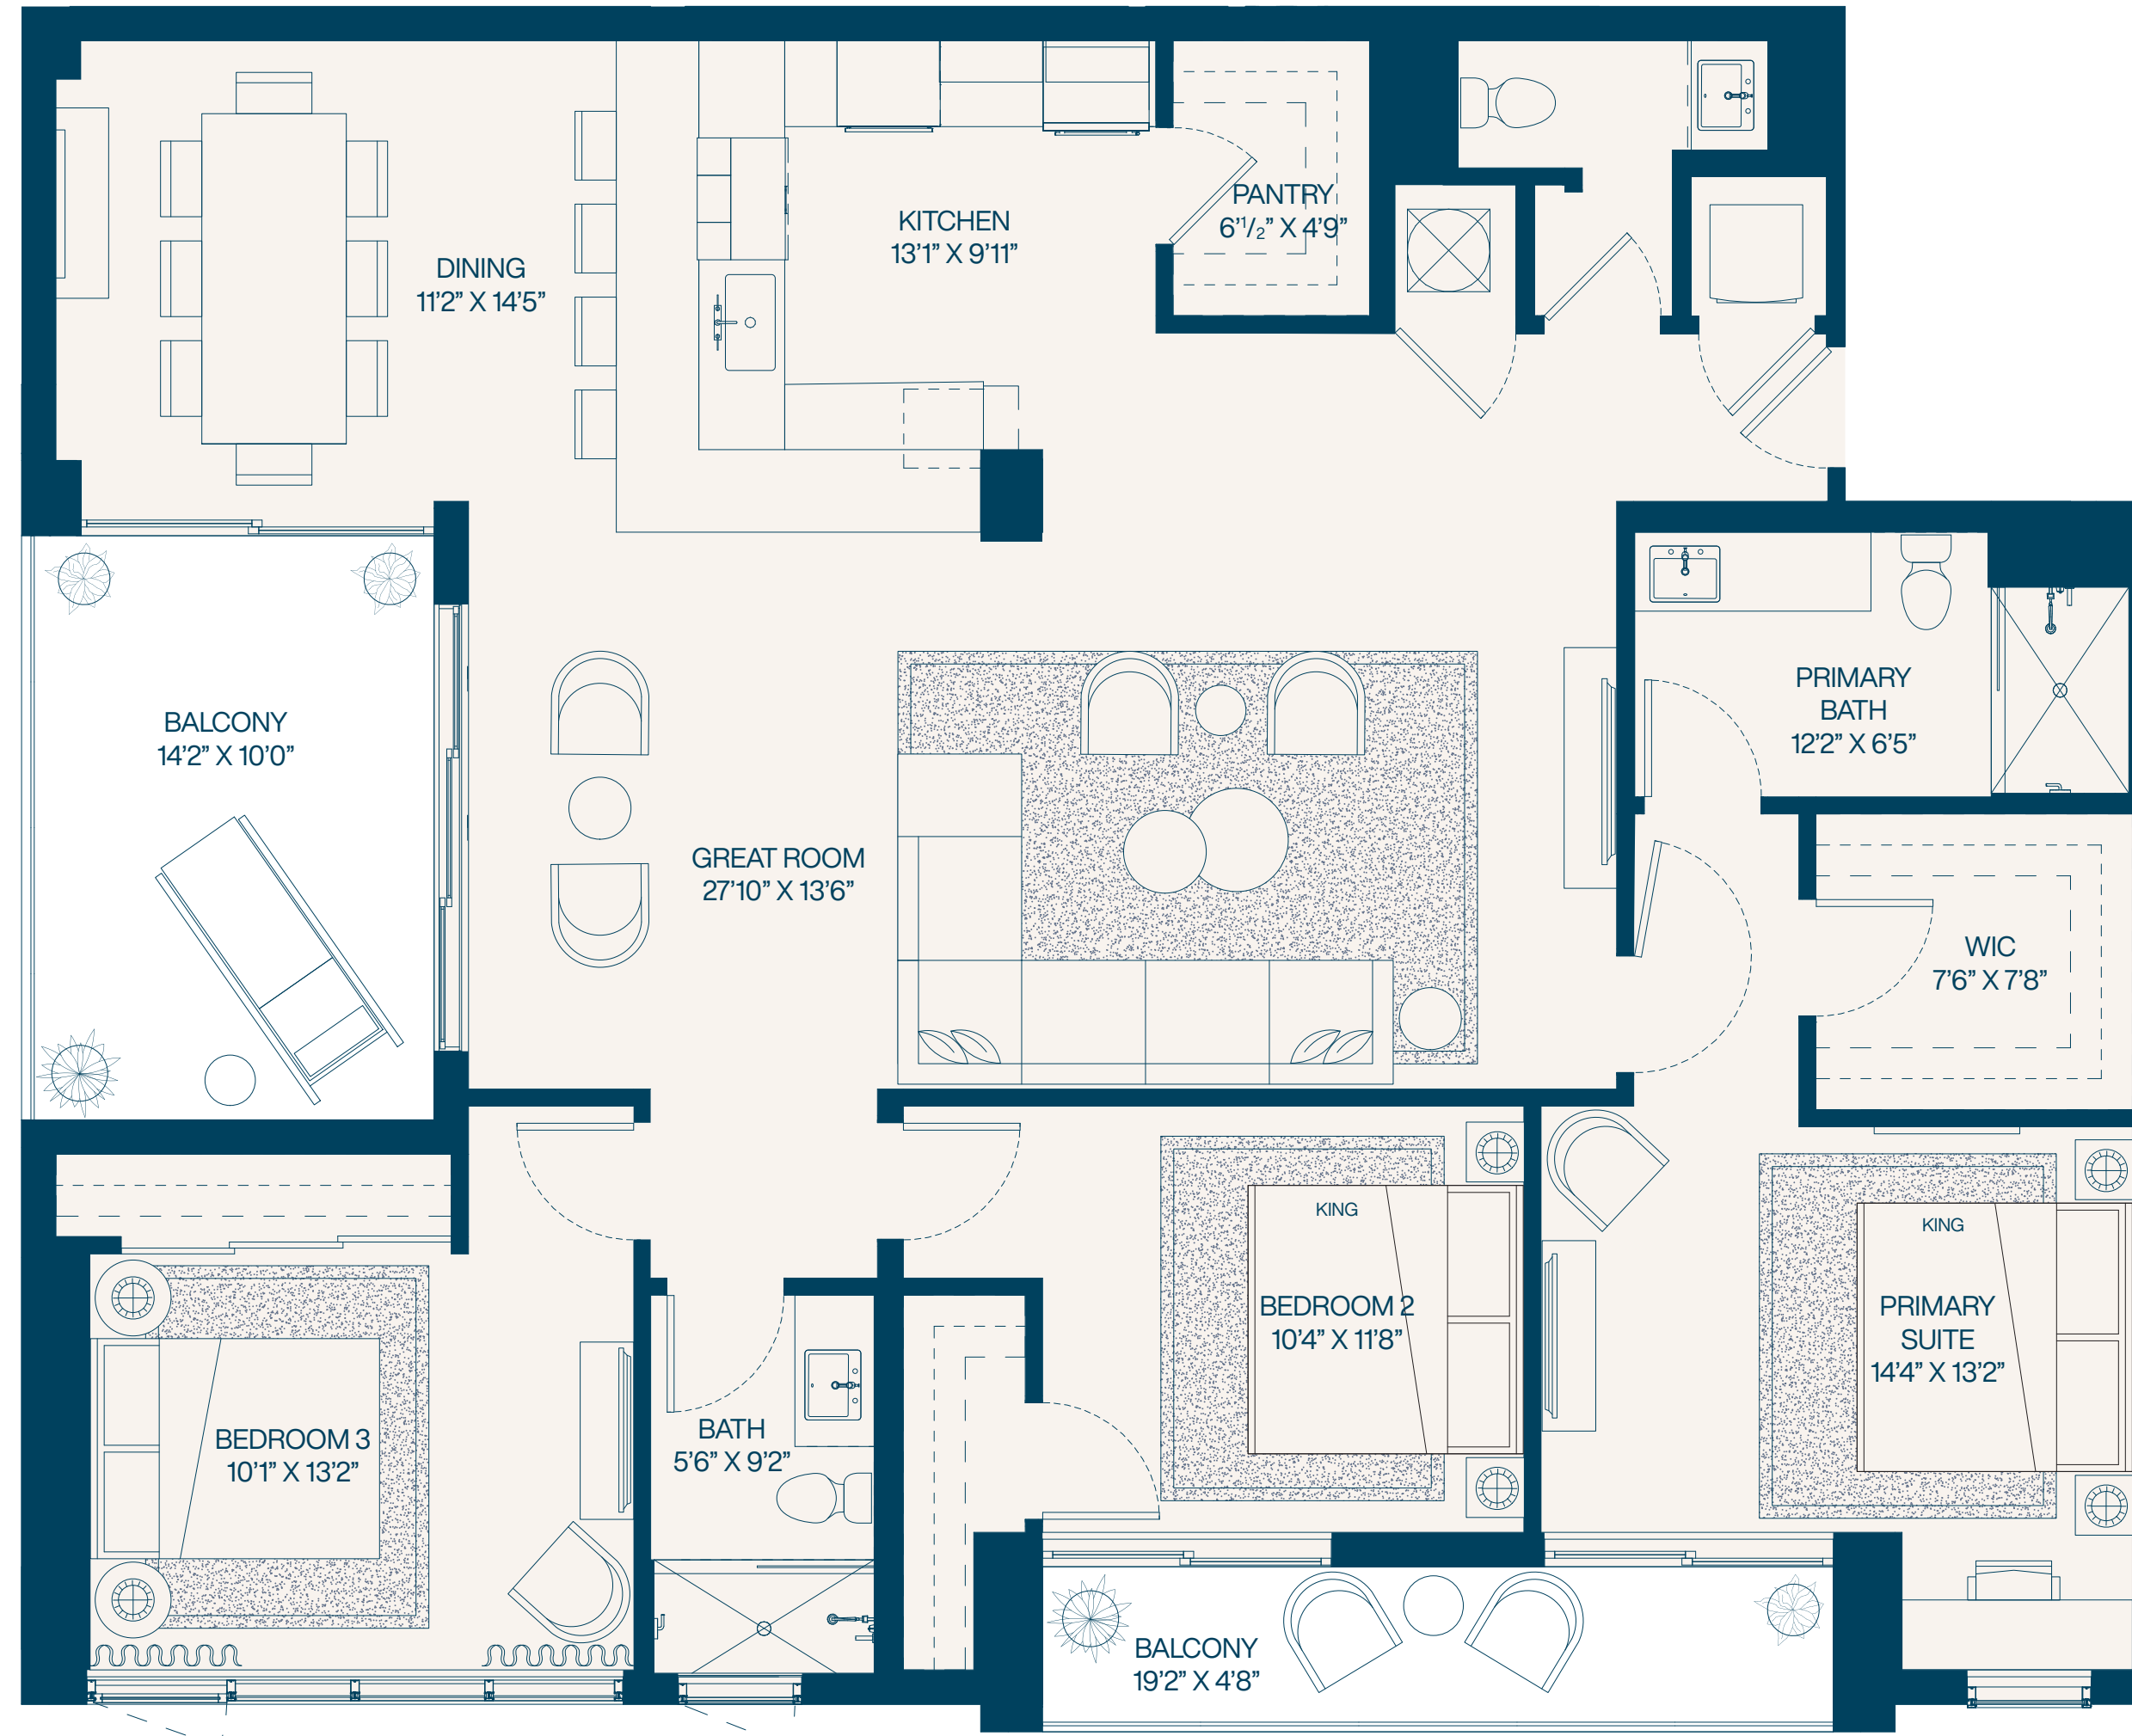 PANTRY
6'1/2” X 4'9”
KITCHEN
13'1” X 9'11”
DINING
11'2” X 14'5”
PRIMARY
BATH
12'2” X 6'5”
BALCONY
14'2” X 10'0”
GREAT ROOM
27'10” X 13'6”
WIC
7'6” X 7'8”
KING
KING
BEDROOM 2
10'4” X 11'8”
PRIMARY
SUITE
14'4” X 13'2”
BEDROOM 3
10'1” X 13'2”
BATH
5'6” X 9'2”
BALCONY
19'2” X 4'8”